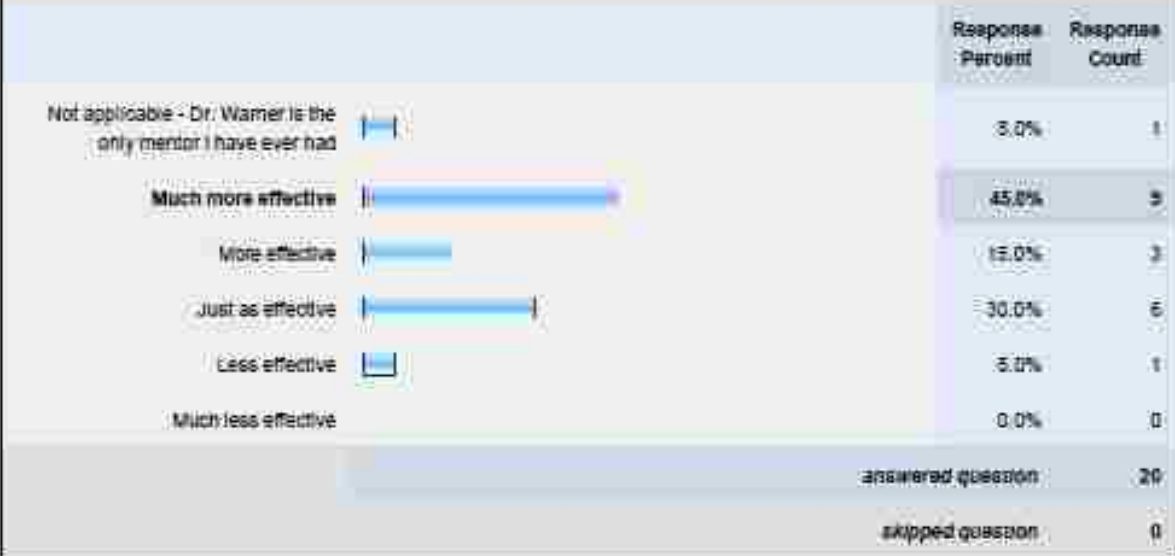 Response Percent Response Count
Not applicable - Dr. Warner is the
only mentor I have ever had 5.0% 1
Much more effective 45.0% 9
More effective 15.0% 3
Just as effective 30.0% 6
Less effective 5.0% 1
Much less effective 0.0% 0
answered question 20
skipped question 0